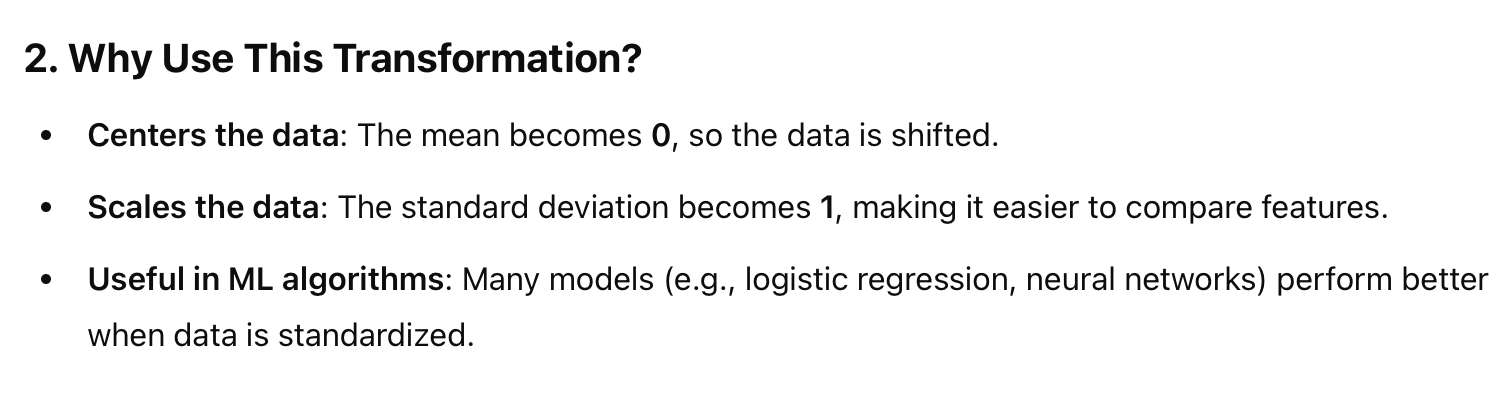 2. Why Use This Transformation?
• Centers the data: The mean becomes 0, so the data is shifted.
• Scales the data: The standard deviation becomes 1, making it easier to compare features.
• Useful in ML algorithms: Many models (e.g., logistic regression, neural networks) perform better
when data is standardized.